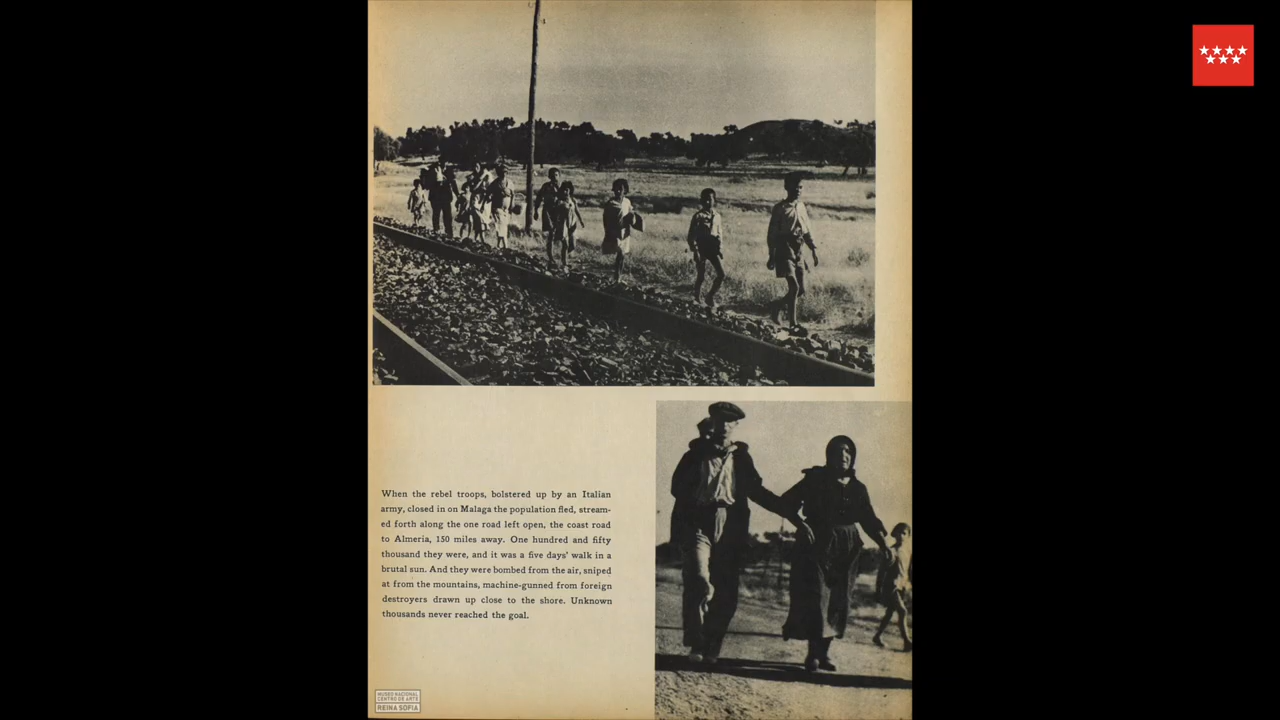 When the rebel troops, bolstered up by an Italian
army, closed in on Malaga the population fled, stream-
ed forth along the one road left open, the coast road
to Almeria, 150 miles away. One hundred and fifty
thousand they were, and it was a five days' walk in a
brutal sun. And they were bombed from the air, sniped
at from the mountains, machine-gunned from foreign
destroyers drawn up close to the shore. Unknown
thousands never reached the goal.
MUSEO NACIONAL
CENTRO DE ARTE
REINA SOFIA